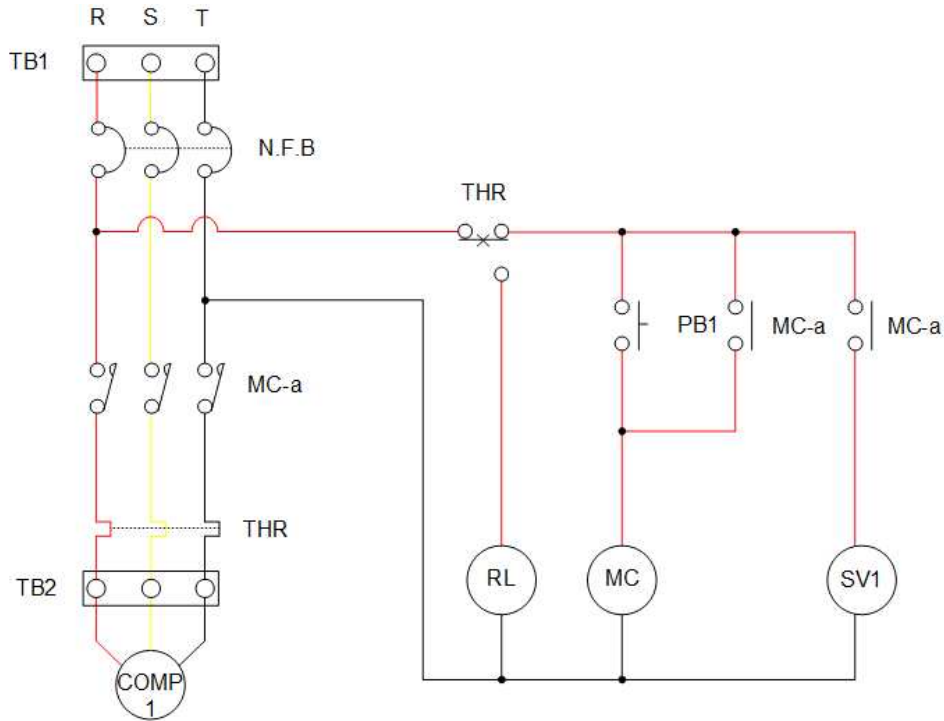 R S T
TB1
N.F.B
THR
PB1 MC-a MC-a
MC-a
THR
TB2
RL MC SV1
COMP
1